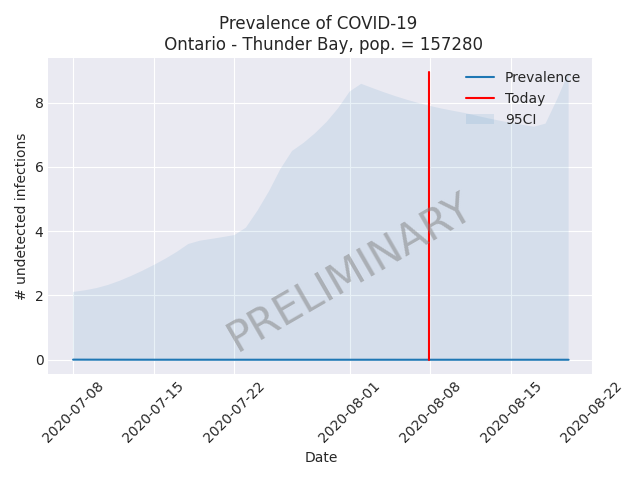 Prevalence of COVID-19
Ontario - Thunder Bay, pop. = 157280
Prevalence
Today
95CI
8
6
4
2
0
# undetected infections
PRELIMINARY
2020-07-08
2020-07-15
2020-07-22
2020-08-01
2020-08-08
2020-08-15
2020-08-22
Date